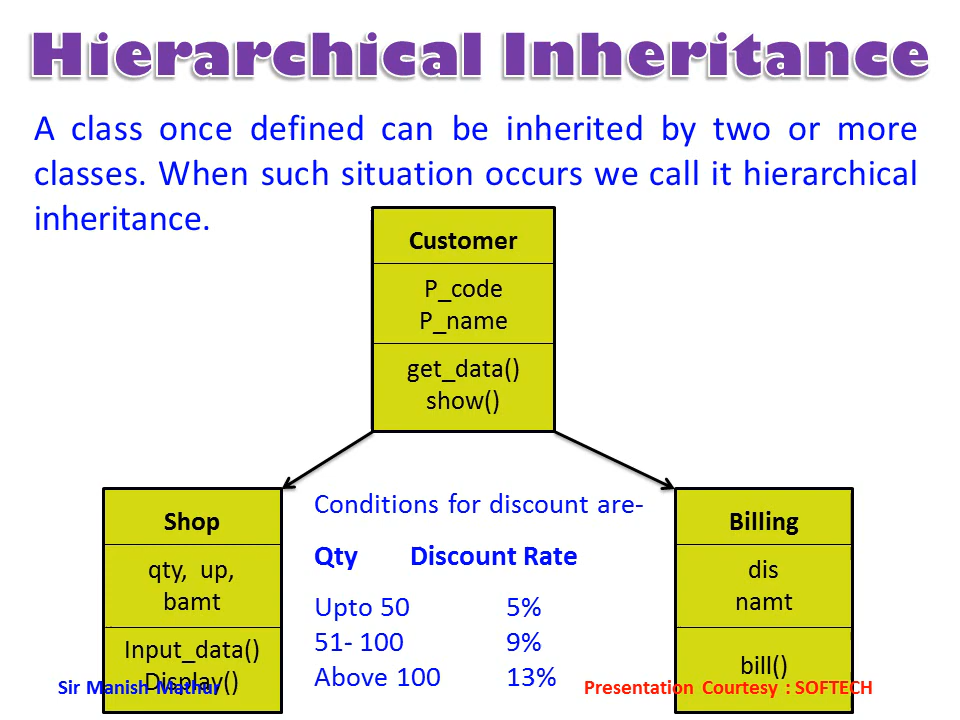 Hierarchical Inheritance
A class once defined can be inherited by two or more
classes. When such situation occurs we call it hierarchical
inheritance.
Customer
P_code
P_name
get_data()
show()
Shop
qty, up,
bamt
Input_data()
Display()
Conditions for discount are-
Qty Discount Rate
Upto 50 5%
51- 100 9%
Above 100 13%
Billing
dis
namt
bill()
Sir Manish Mathur
Presentation Courtesy : SOFTECH